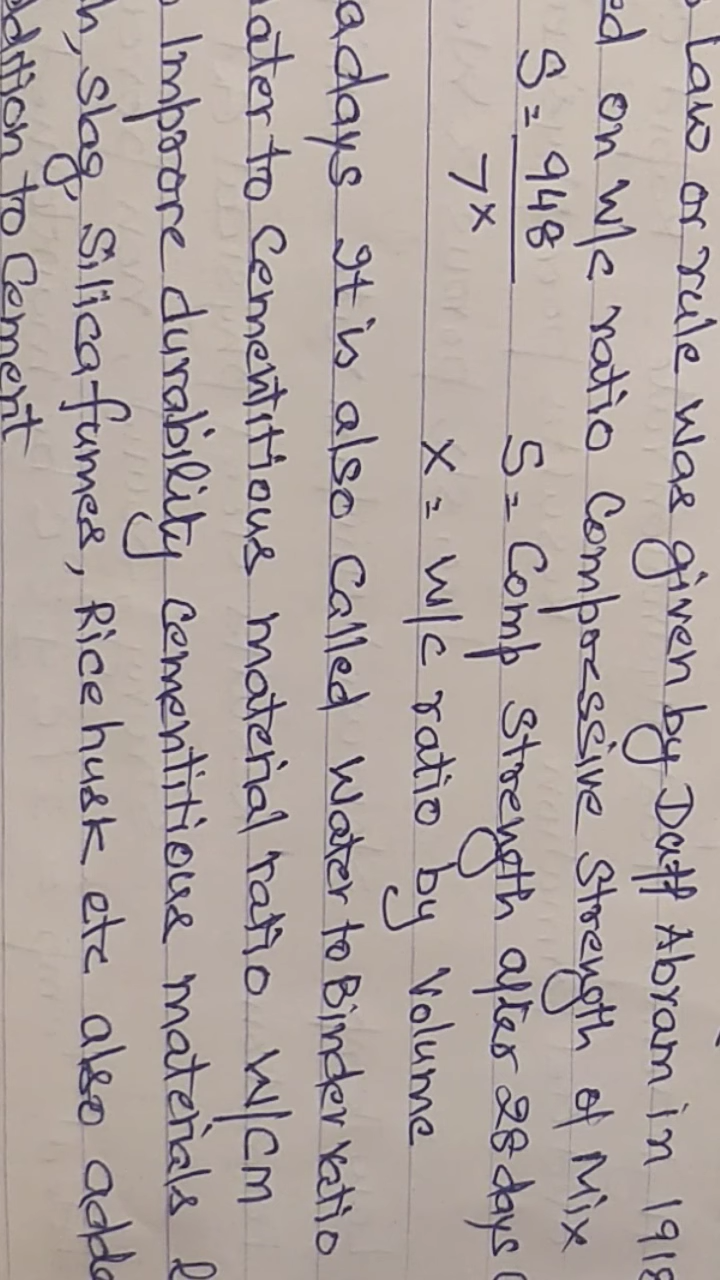 Law or rule was given by Duff Abram in 1918
ed on W/c ratio Compressive Strength of Mix
S = 948 / 7^x S = Comp Strength after 28 days (
x = W/c ratio by Volume
adays It is also Called Water to Binder ratio
ater to Cementitious material ratio W/cm
Improve durability cementitious materials l
h, Slag, Silica fumes, Rice husk etc also adde
ddition to Cement